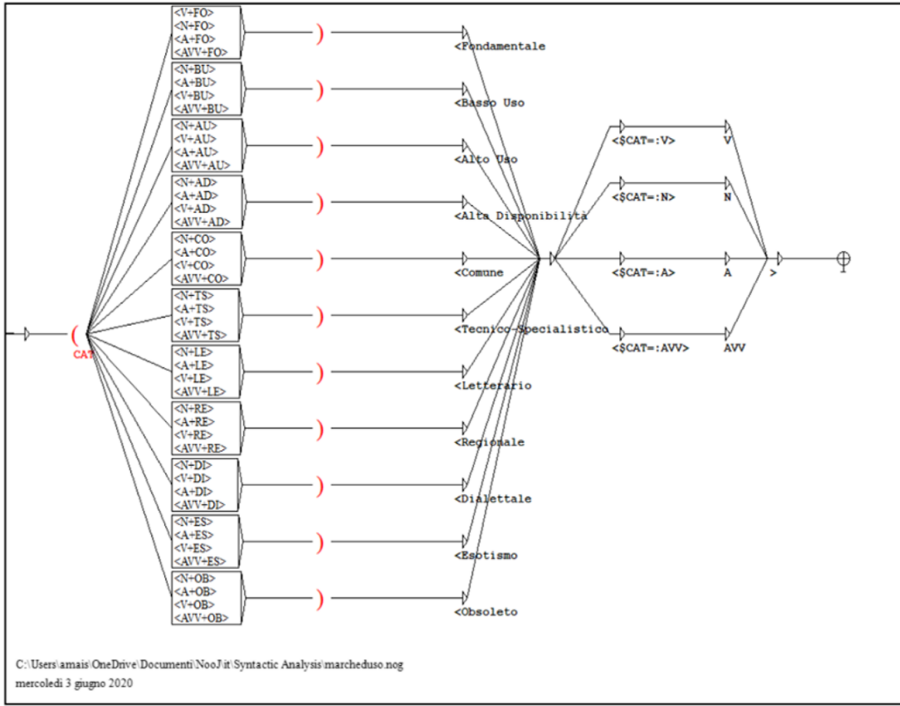 <V+FO>
<N+FO>
<A+FO>
<AVV+FO>
)
<Fondamentale
<N+BU>
<A+BU>
<V+BU>
<AVV+BU>
)
<Basso Uso
<N+AU>
<V+AU>
<A+AU>
<AVV+AU>
)
<Alto Uso
<N+AD>
<A+AD>
<V+AD>
<AVV+AD>
)
<Alta Disponibilità
<N+CO>
<A+CO>
<V+CO>
<AVV+CO>
)
<Comune
<N+TS>
<A+TS>
<V+TS>
<AVV+TS>
)
<Tecnico-Specialistico
(
CAT
<N+LE>
<A+LE>
<V+LE>
<AVV+LE>
)
<Letterario
<N+RE>
<A+RE>
<V+RE>
<AVV+RE>
)
<Regionale
<N+DI>
<V+DI>
<A+DI>
<AVV+DI>
)
<Dialettale
<N+ES>
<A+ES>
<V+ES>
<AVV+ES>
)
<Esotismo
<N+OB>
<A+OB>
<V+OB>
<AVV+OB>
)
<Obsoleto
<$CAT=:V> V
<$CAT=:N> N
<$CAT=:A> A >
<$CAT=:AVV> AVV
C:\Users\amais\OneDrive\Documenti\NooJ\it\Syntactic Analysis\marcheduso.nog
mercoledì 3 giugno 2020